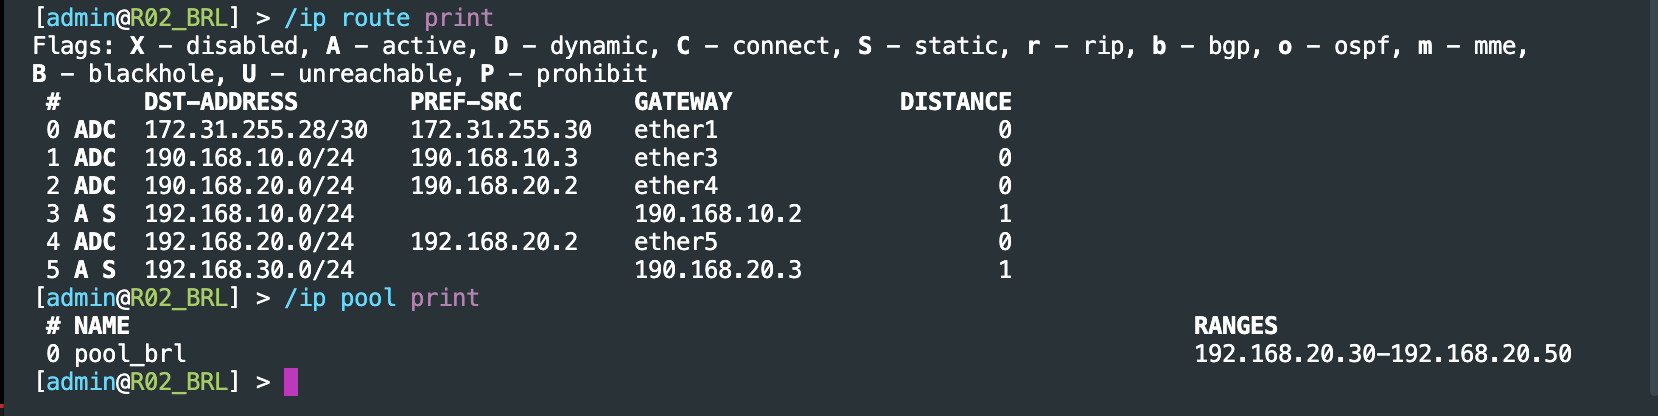 [admin@R02_BRL] > /ip route print
Flags: X - disabled, A - active, D - dynamic, C - connect, S - static, r - rip, b - bgp, o - ospf, m - mme,
B - blackhole, U - unreachable, P - prohibit
 #      DST-ADDRESS        PREF-SRC        GATEWAY            DISTANCE
 0 ADC  172.31.255.28/30   172.31.255.30   ether1                    0
 1 ADC  190.168.10.0/24    190.168.10.3    ether3                    0
 2 ADC  190.168.20.0/24    190.168.20.2    ether4                    0
 3 A S  192.168.10.0/24                    190.168.10.2              1
 4 ADC  192.168.20.0/24    192.168.20.2    ether5                    0
 5 A S  192.168.30.0/24                    190.168.20.3              1
[admin@R02_BRL] > /ip pool print
 # NAME                                                                            RANGES
 0 pool_brl                                                                        192.168.20.30-192.168.20.50
[admin@R02_BRL] >